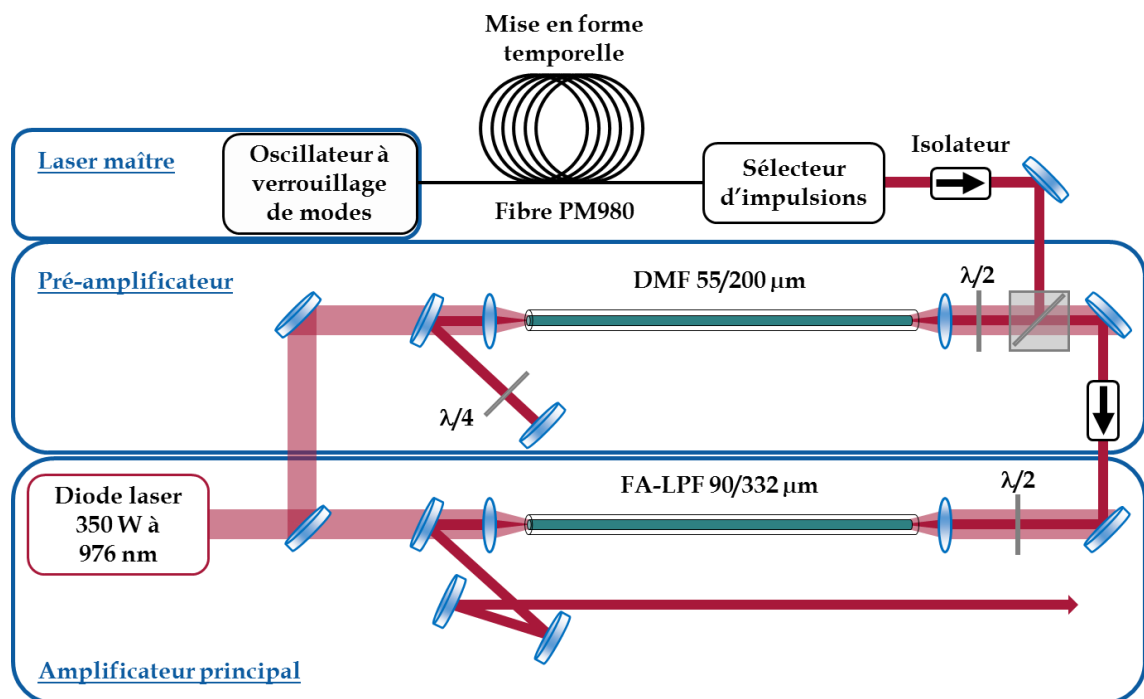 Mise en forme
temporelle
Laser maître
Oscillateur à
verrouillage
de modes
Fibre PM980
Sélecteur
d'impulsions
Isolateur
Pré-amplificateur
DMF 55/200 µm
λ/2
λ/4
Diode laser
350 W à
976 nm
FA-LPF 90/332 µm
λ/2
Amplificateur principal